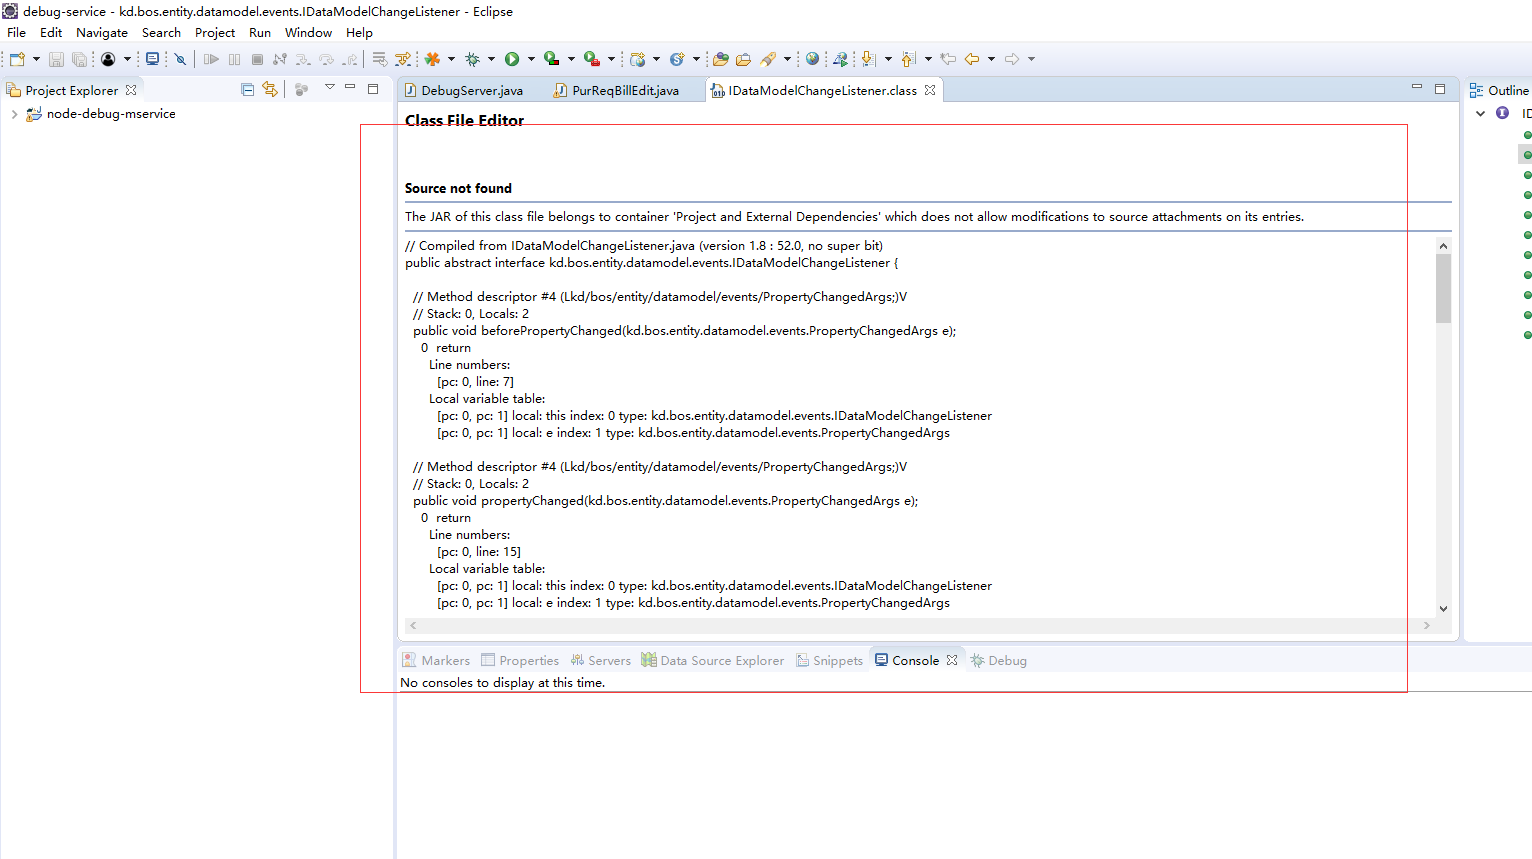 debug-service - kd.bos.entity.datamodel.events.IDataModelChangeListener - Eclipse
File Edit Navigate Search Project Run Window Help
Project Explorer
node-debug-mservice
DebugServer.java
PurReqBillEdit.java
IDataModelChangeListener.class
Outline
ID
Class File Editor
Source not found
The JAR of this class file belongs to container 'Project and External Dependencies' which does not allow modifications to source attachments on its entries.
// Compiled from IDataModelChangeListener.java (version 1.8 : 52.0, no super bit)
public abstract interface kd.bos.entity.datamodel.events.IDataModelChangeListener {
// Method descriptor #4 (Lkd/bos/entity/datamodel/events/PropertyChangedArgs;)V
// Stack: 0, Locals: 2
public void beforePropertyChanged(kd.bos.entity.datamodel.events.PropertyChangedArgs e);
0 return
Line numbers:
[pc: 0, line: 7]
Local variable table:
[pc: 0, pc: 1] local: this index: 0 type: kd.bos.entity.datamodel.events.IDataModelChangeListener
[pc: 0, pc: 1] local: e index: 1 type: kd.bos.entity.datamodel.events.PropertyChangedArgs
// Method descriptor #4 (Lkd/bos/entity/datamodel/events/PropertyChangedArgs;)V
// Stack: 0, Locals: 2
public void propertyChanged(kd.bos.entity.datamodel.events.PropertyChangedArgs e);
0 return
Line numbers:
[pc: 0, line: 15]
Local variable table:
[pc: 0, pc: 1] local: this index: 0 type: kd.bos.entity.datamodel.events.IDataModelChangeListener
[pc: 0, pc: 1] local: e index: 1 type: kd.bos.entity.datamodel.events.PropertyChangedArgs
Markers Properties Servers Data Source Explorer Snippets Console Debug
No consoles to display at this time.